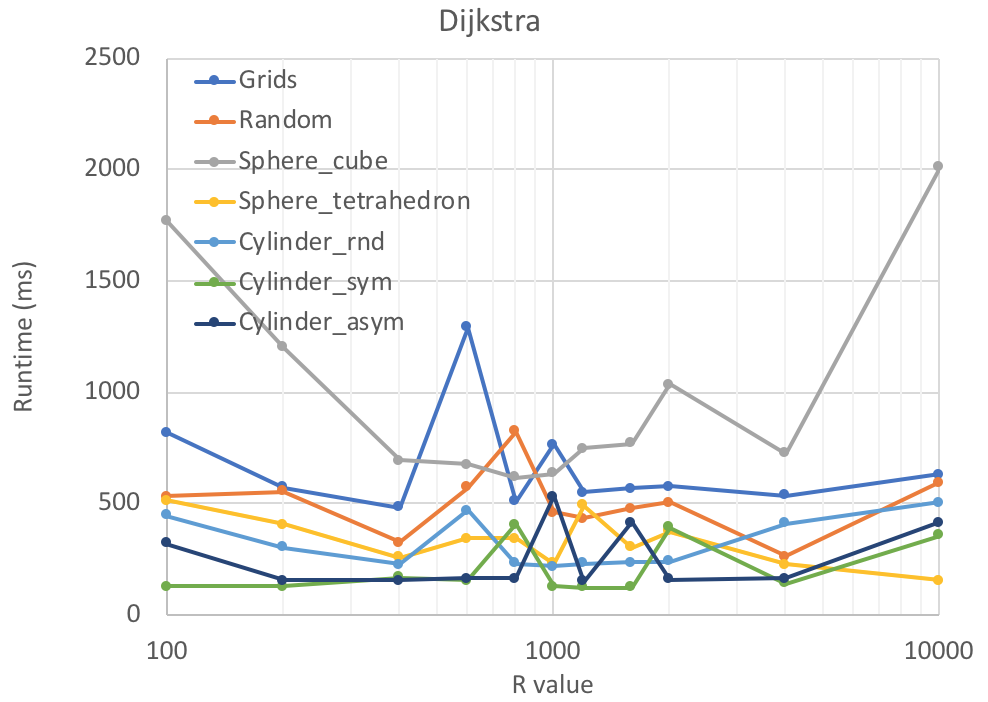 Dijkstra
2500
2000
1500
1000
500
0
Runtime (ms)
Grids
Random
Sphere_cube
Sphere_tetrahedron
Cylinder_rnd
Cylinder_sym
Cylinder_asym
100
1000
10000
R value